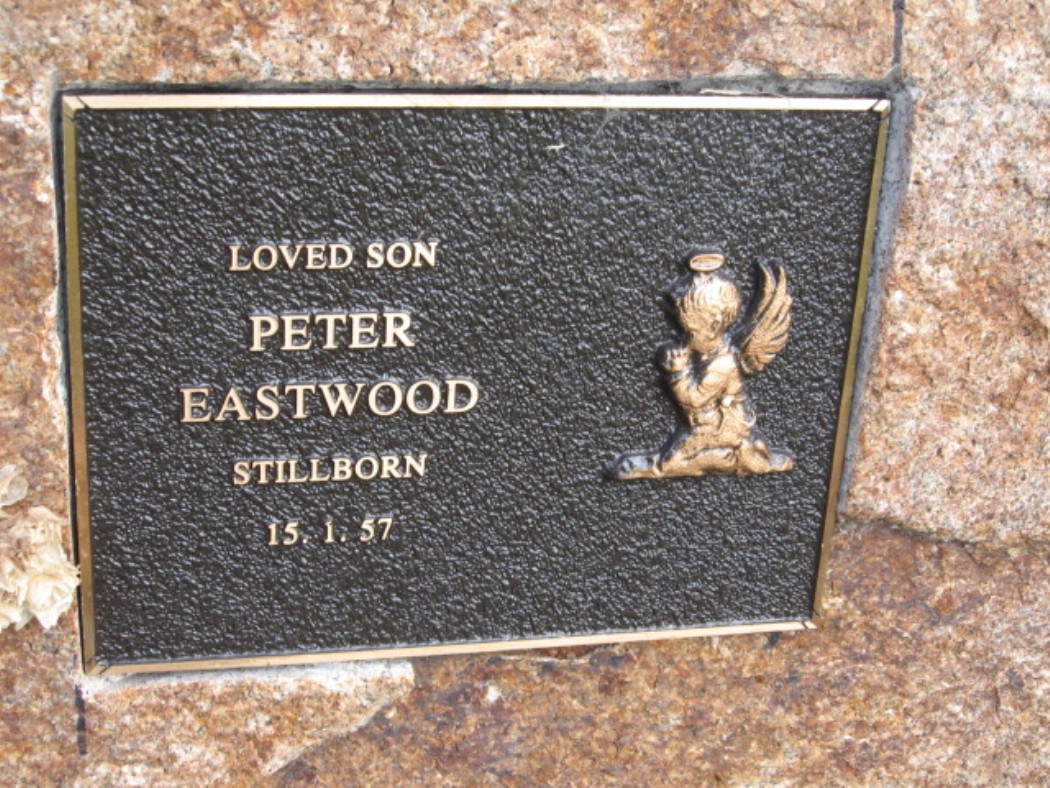 LOVED SON
PETER
EASTWOOD
STILLBORN
15. 1. 57